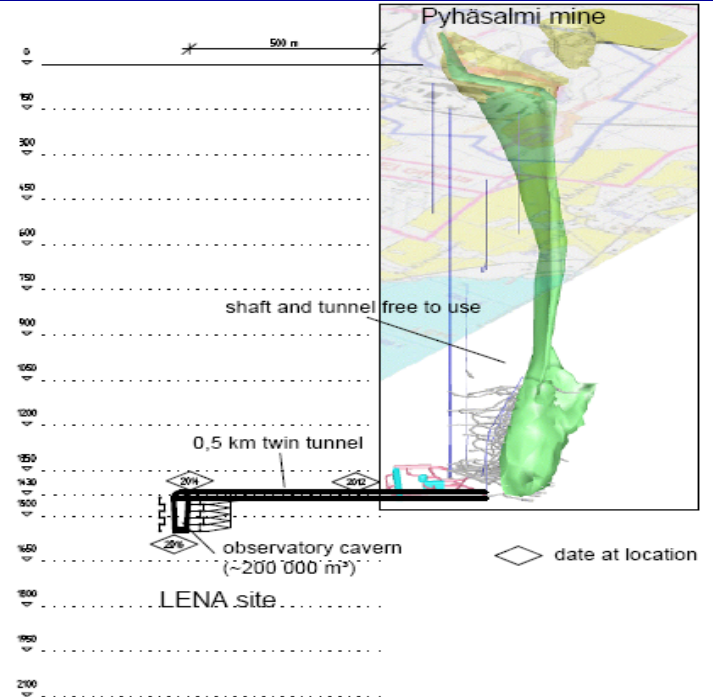 Pyhäsalmi mine
500 m
0
150
300
450
600
750
shaft and tunnel free to use
900
1050
1200
0,5 km twin tunnel
1350
1430
2014
2012
1500
observatory cavern
(~200 000 m³)
date at location
1650
LENA site
1800
1950
2100